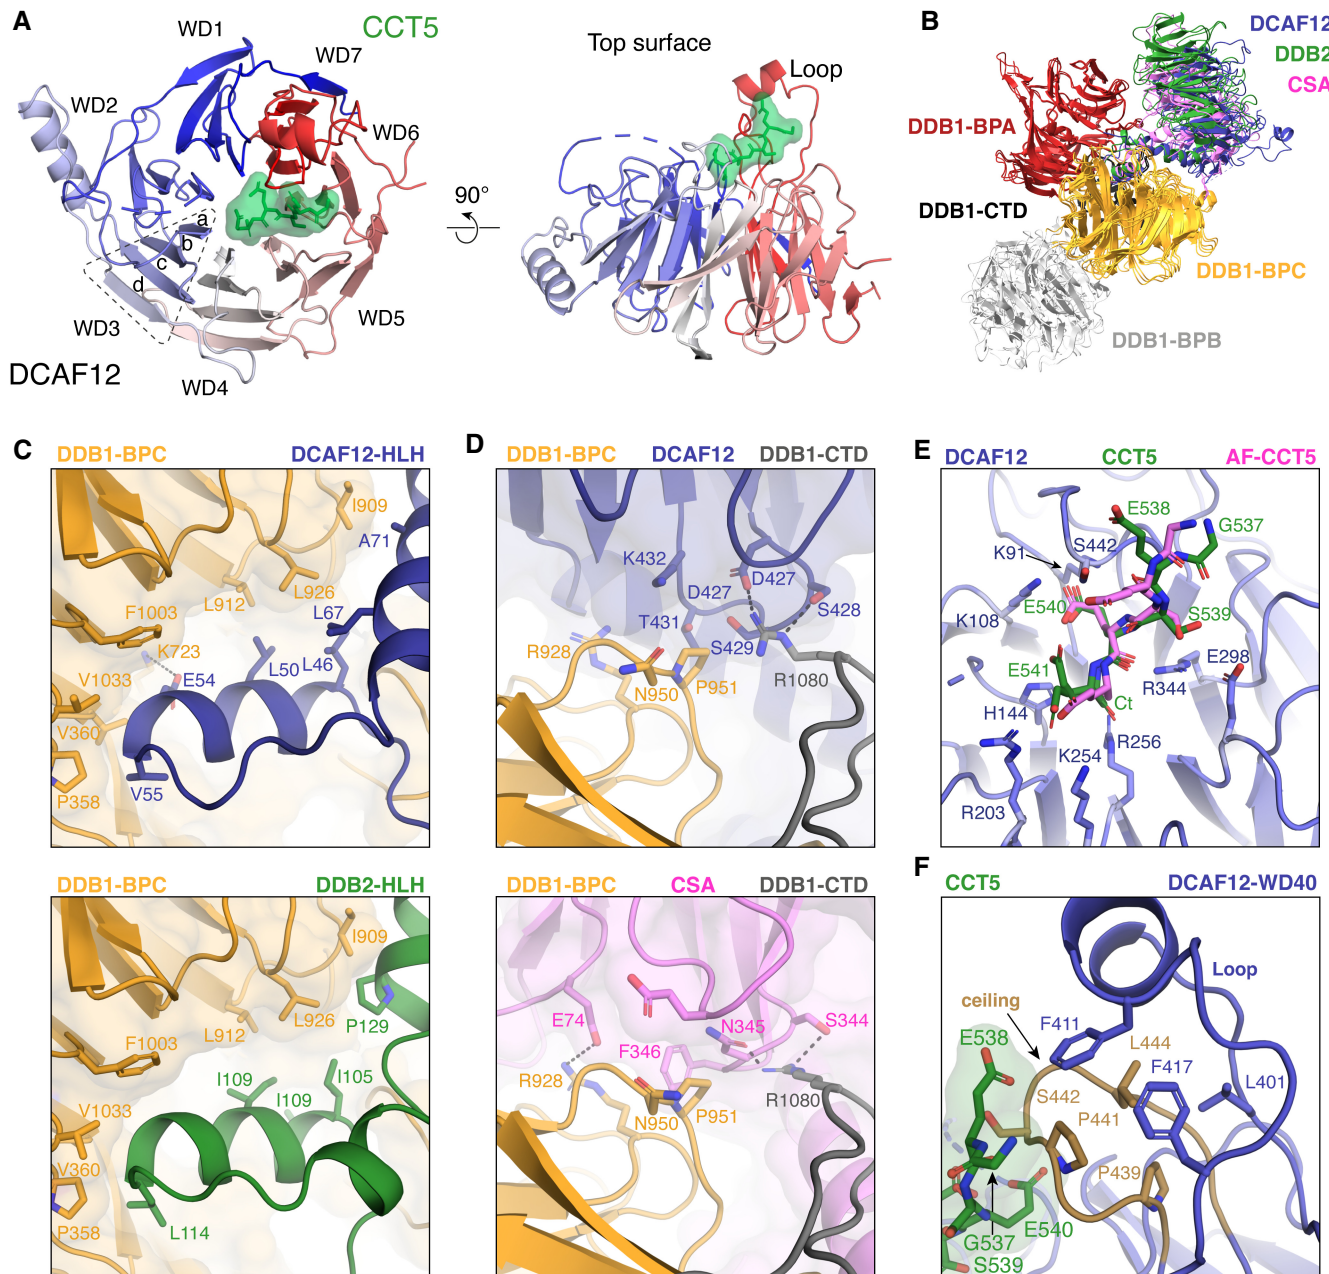 A
WD1
CCT5
WD7
WD2
WD6
a
b
c
d
WD3
WD5
WD4
DCAF12
90°
Top surface
Loop
B
DCAF12
DDB2
CSA
DDB1-BPA
DDB1-CTD
DDB1-BPC
DDB1-BPB
C
DDB1-BPC DCAF12-HLH
I909
A71
L926
L912
F1003
L67
K723
L50
L46
V1033
E54
V360
V55
P358
DDB1-BPC DDB2-HLH
I909
P129
L926
L912
F1003
I109
I105
I109
V1033
V360
P358
L114
D
DDB1-BPC DCAF12 DDB1-CTD
K432
D427
D427
S428
T431
R928
S429
N950
P951
R1080
DDB1-BPC CSA DDB1-CTD
E74
N345
S344
F346
R928
N950
P951
R1080
E
DCAF12 CCT5 AF-CCT5
E538
G537
K91
S442
E540
K108
S539
E541
E298
R344
H144
Ct
R256
K254
R203
F
CCT5 DCAF12-WD40
Loop
ceiling
E538
F411
L444
F417
L401
S442
P441
P439
E540
G537
S539